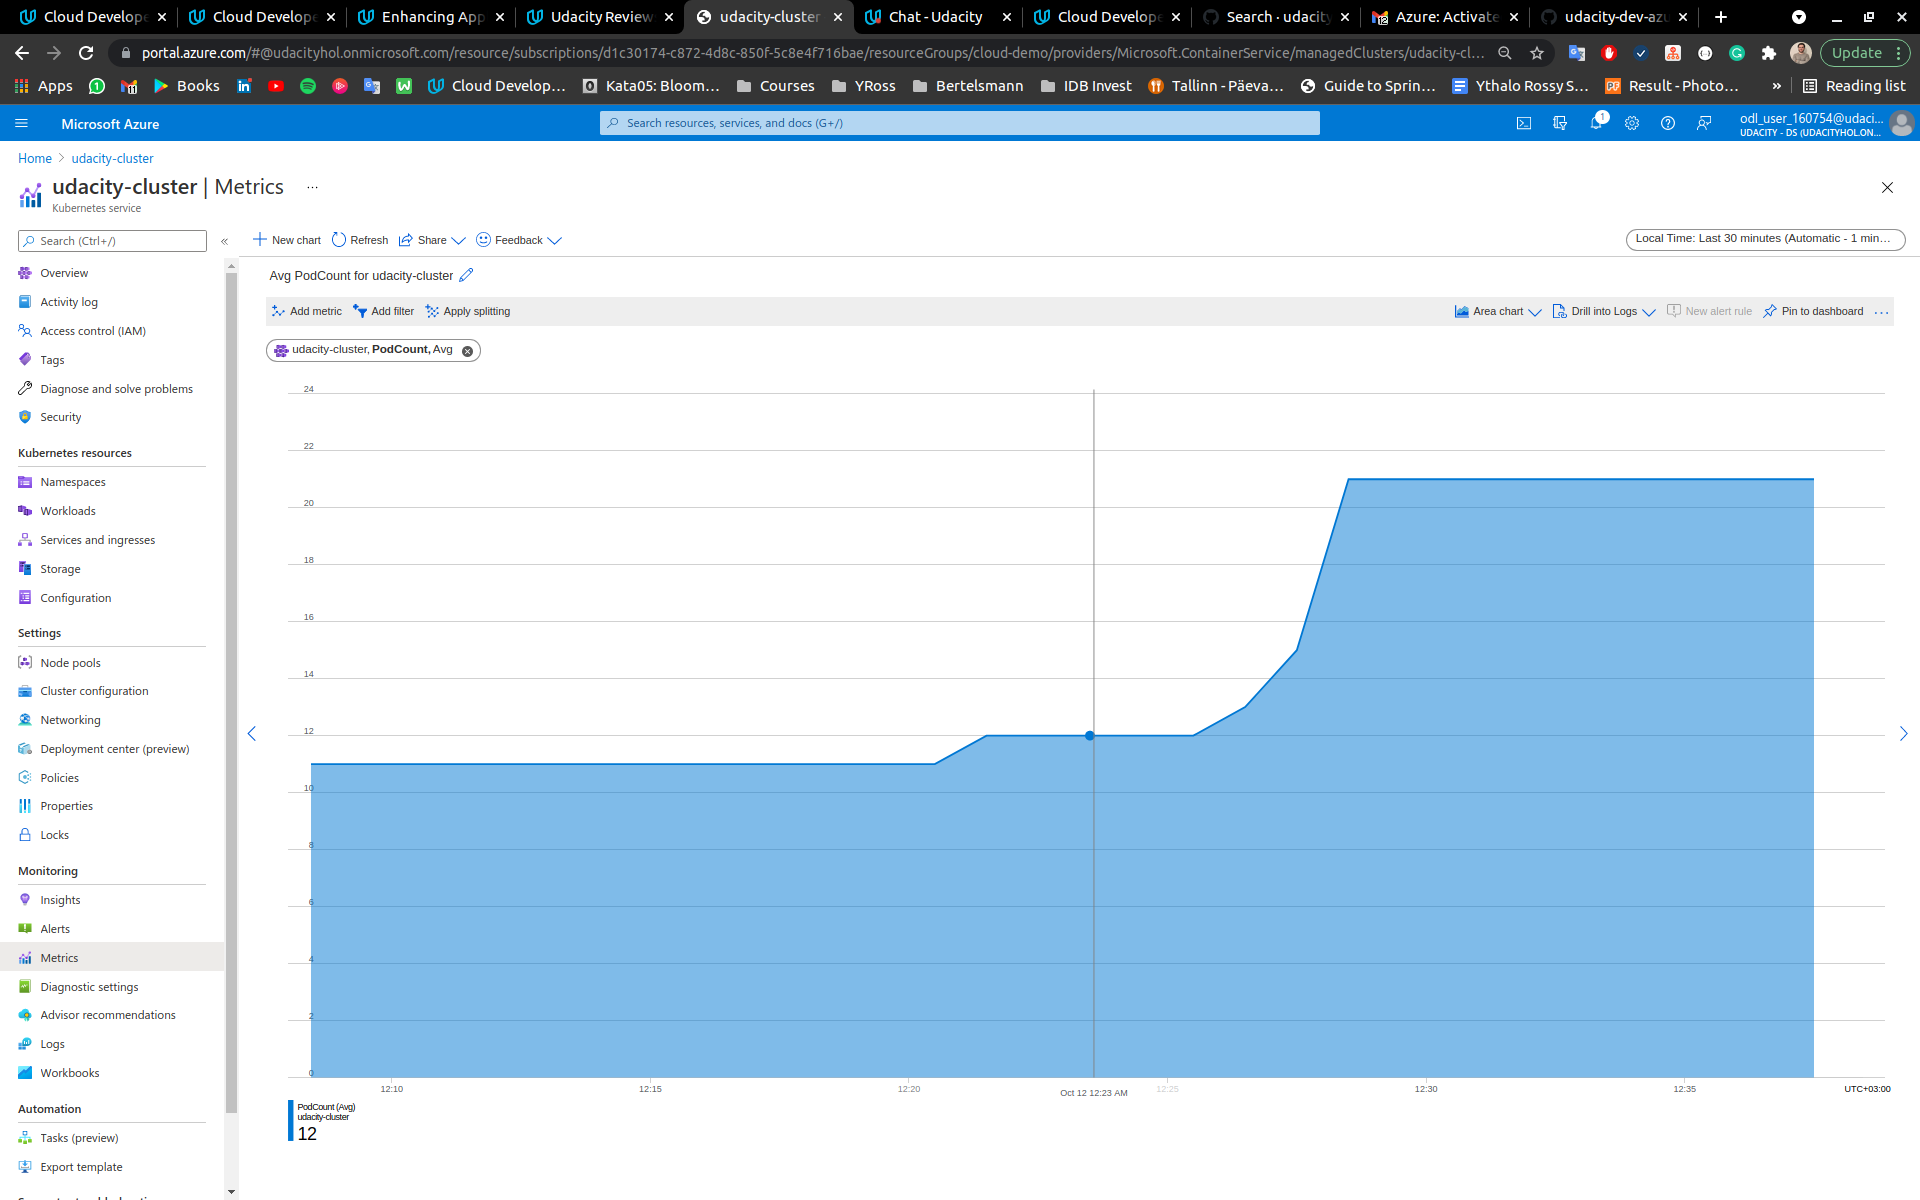 Cloud Develope
Cloud Develope
Enhancing App
Udacity Review
udacity-cluster
Chat - Udacity
Cloud Develope
Search · udacity
Azure: Activate
udacity-dev-azu
portal.azure.com/#@udacityhol.onmicrosoft.com/resource/subscriptions/d1c30174-c872-4d8c-850f-5c8e4f716bae/resourceGroups/cloud-demo/providers/Microsoft.ContainerService/managedClusters/udacity-cl...
Update
Apps
Books
Cloud Develop...
Kata05: Bloom...
Courses
YRoss
Bertelsmann
IDB Invest
Tallinn - Päeva...
Guide to Sprin...
Ythalo Rossy S...
Result - Photo...
»
Reading list
Microsoft Azure
Search resources, services, and docs (G+/)
1
odl_user_160754@udaci...
UDACITY - DS (UDACITYHOL.ON...
Home > udacity-cluster
udacity-cluster | Metrics ...
Kubernetes service
Search (Ctrl+/)
«
New chart
Refresh
Share
Feedback
Local Time: Last 30 minutes (Automatic - 1 min...
Overview
Activity log
Access control (IAM)
Tags
Diagnose and solve problems
Security
Kubernetes resources
Namespaces
Workloads
Services and ingresses
Storage
Configuration
Settings
Node pools
Cluster configuration
Networking
Deployment center (preview)
Policies
Properties
Locks
Monitoring
Insights
Alerts
Metrics
Diagnostic settings
Advisor recommendations
Logs
Workbooks
Automation
Tasks (preview)
Export template
Avg PodCount for udacity-cluster
Add metric
Add filter
Apply splitting
Area chart
Drill into Logs
New alert rule
Pin to dashboard
...
udacity-cluster, PodCount, Avg
24
22
20
18
16
14
12
10
8
6
4
2
0
12:10
12:15
12:20
Oct 12 12:23 AM
12:25
12:30
12:35
UTC+03:00
PodCount (Avg)
udacity-cluster
12